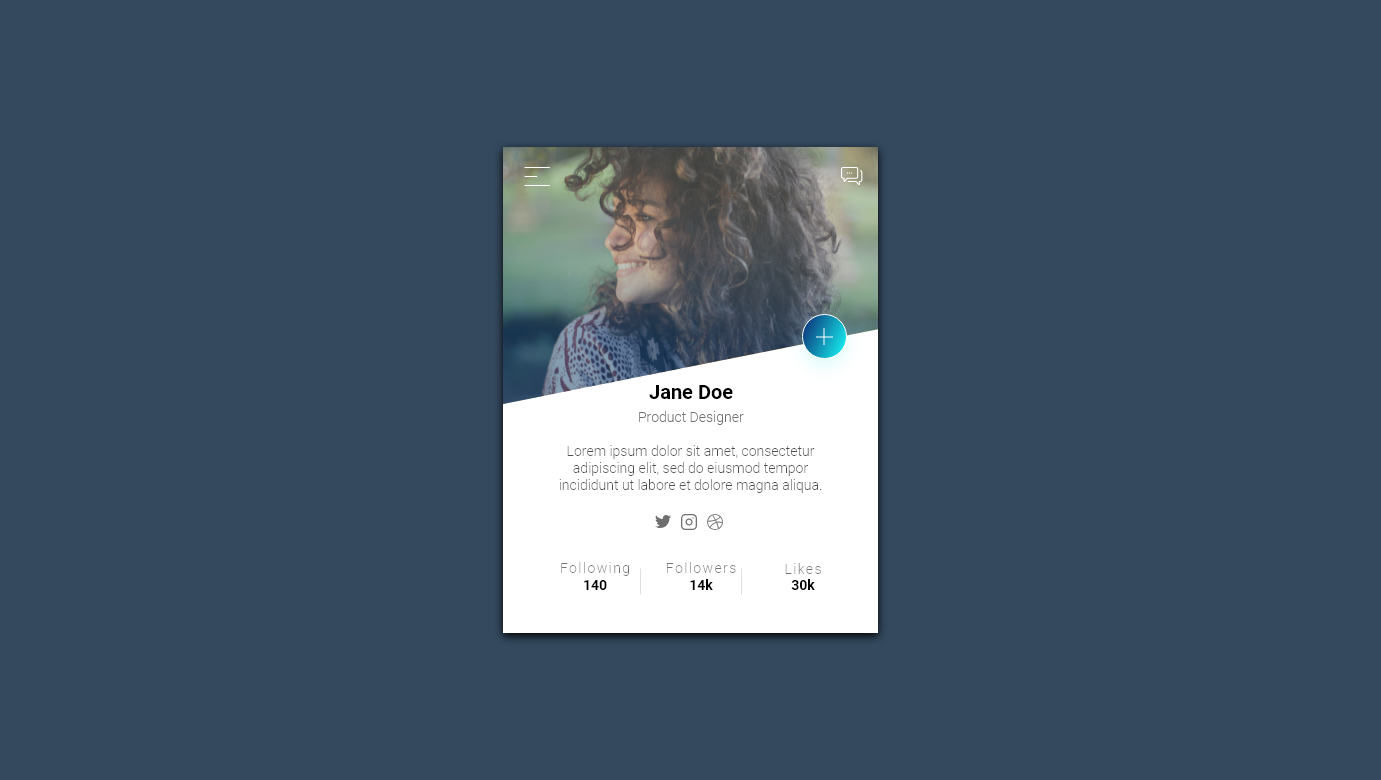 Jane Doe
Product Designer
Lorem ipsum dolor sit amet, consectetur
adipiscing elit, sed do eiusmod tempor
incididunt ut labore et dolore magna aliqua.
Following Followers Likes
140 14k 30k